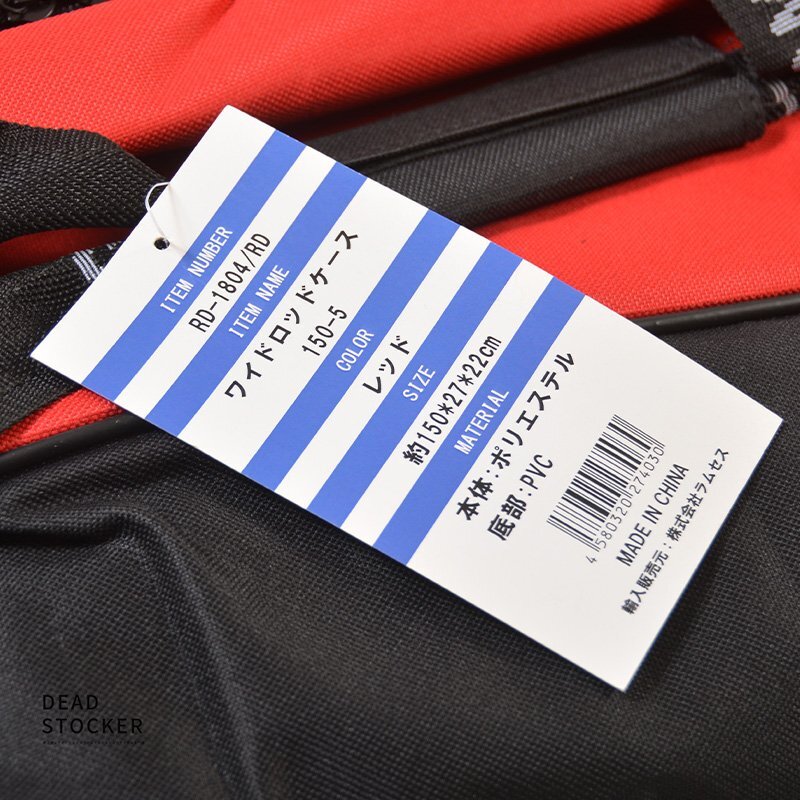 ITEM NUMBER
RD-1804/RD
ITEM NAME
ワイドロッドケース
150-5
COLOR
レッド
SIZE
約150*27*22cm
MATERIAL
本体:ポリエステル
底部:PVC
4 580320 274030
MADE IN CHINA
輸入販売元:株式会社ラムセス
DEAD
STOCKER